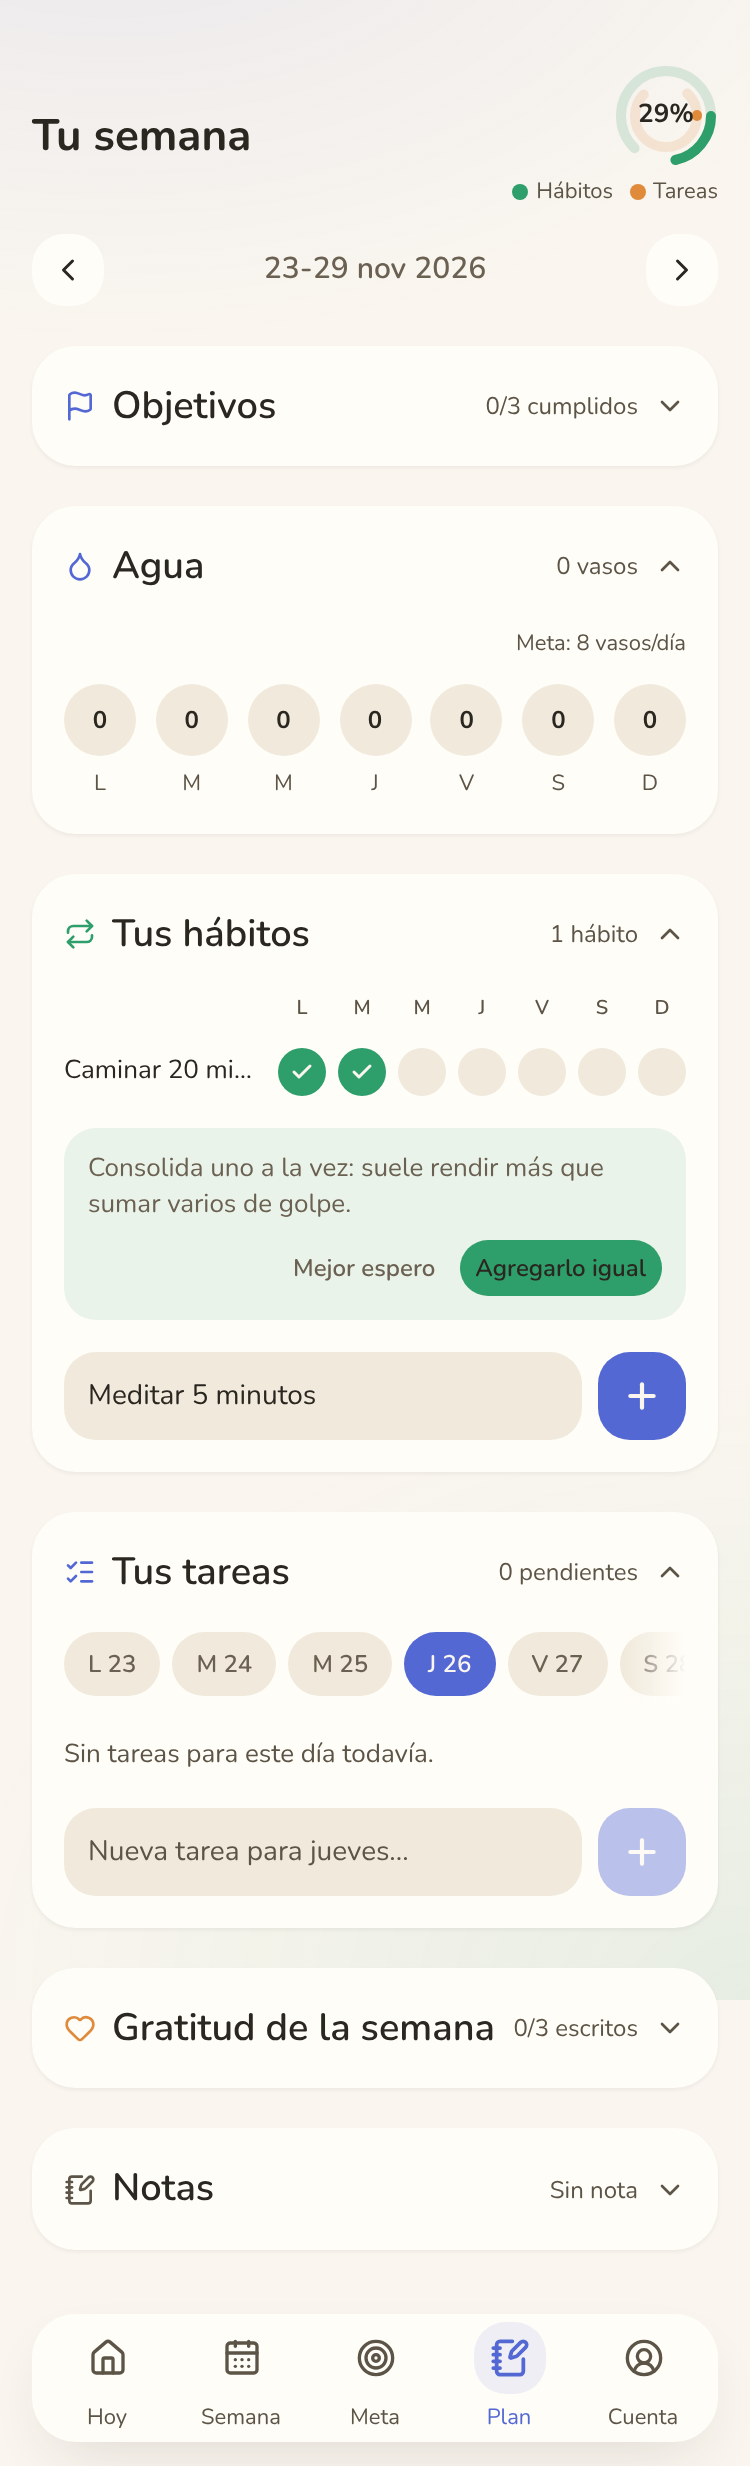 Tu semana
29%
Hábitos Tareas
23-29 nov 2026
Objetivos 0/3 cumplidos
Agua 0 vasos
Meta: 8 vasos/día
0 0 0 0 0 0 0
L M M J V S D
Tus hábitos 1 hábito
L M M J V S D
Caminar 20 mi...
Consolida uno a la vez: suele rendir más que
sumar varios de golpe.
Mejor espero Agregarlo igual
Meditar 5 minutos
Tus tareas 0 pendientes
L 23 M 24 M 25 J 26 V 27 S 28
Sin tareas para este día todavía.
Nueva tarea para jueves...
Gratitud de la semana 0/3 escritos
Notas Sin nota
Hoy Semana Meta Plan Cuenta